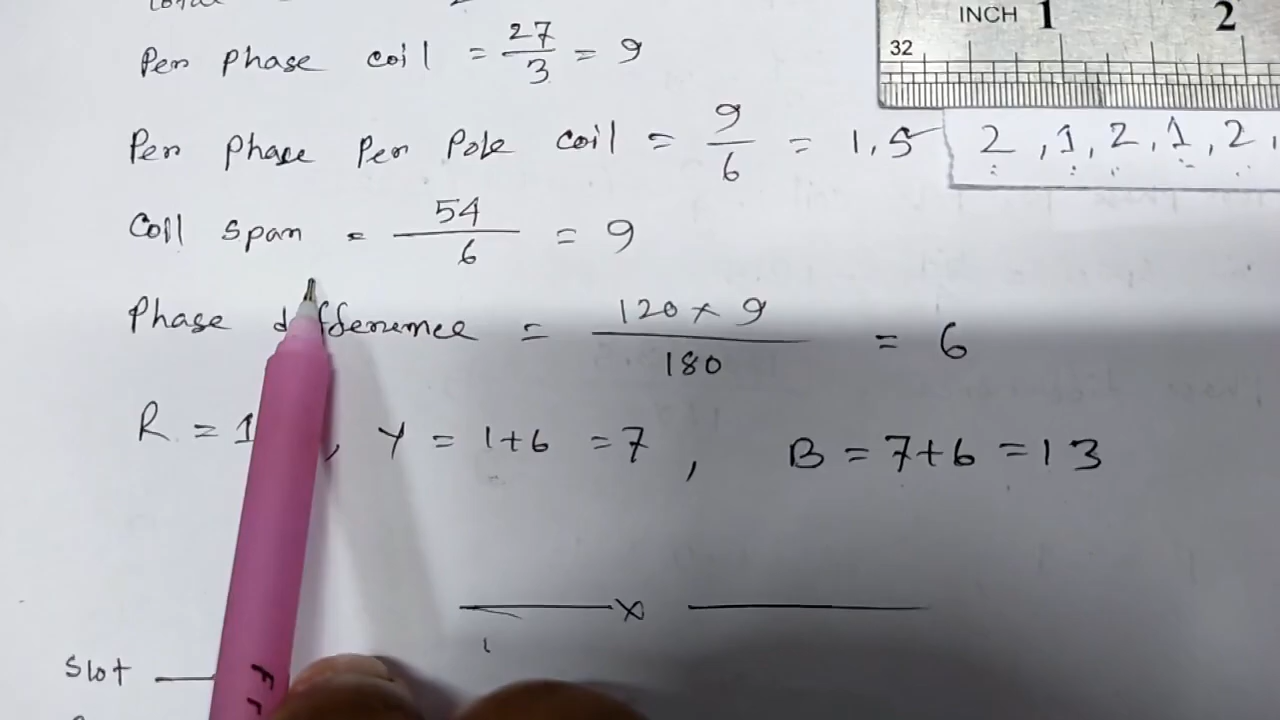 Per phase coil = 27/3 = 9
Per phase Per Pole coil = 9/6 = 1.5
2, 1, 2, 1, 2,
Coil span = 54/6 = 9
Phase difference = 120 × 9/180 = 6
R = 1, Y = 1+6 = 7, B = 7+6 = 13
x
1
Slot
INCH 1 2
32